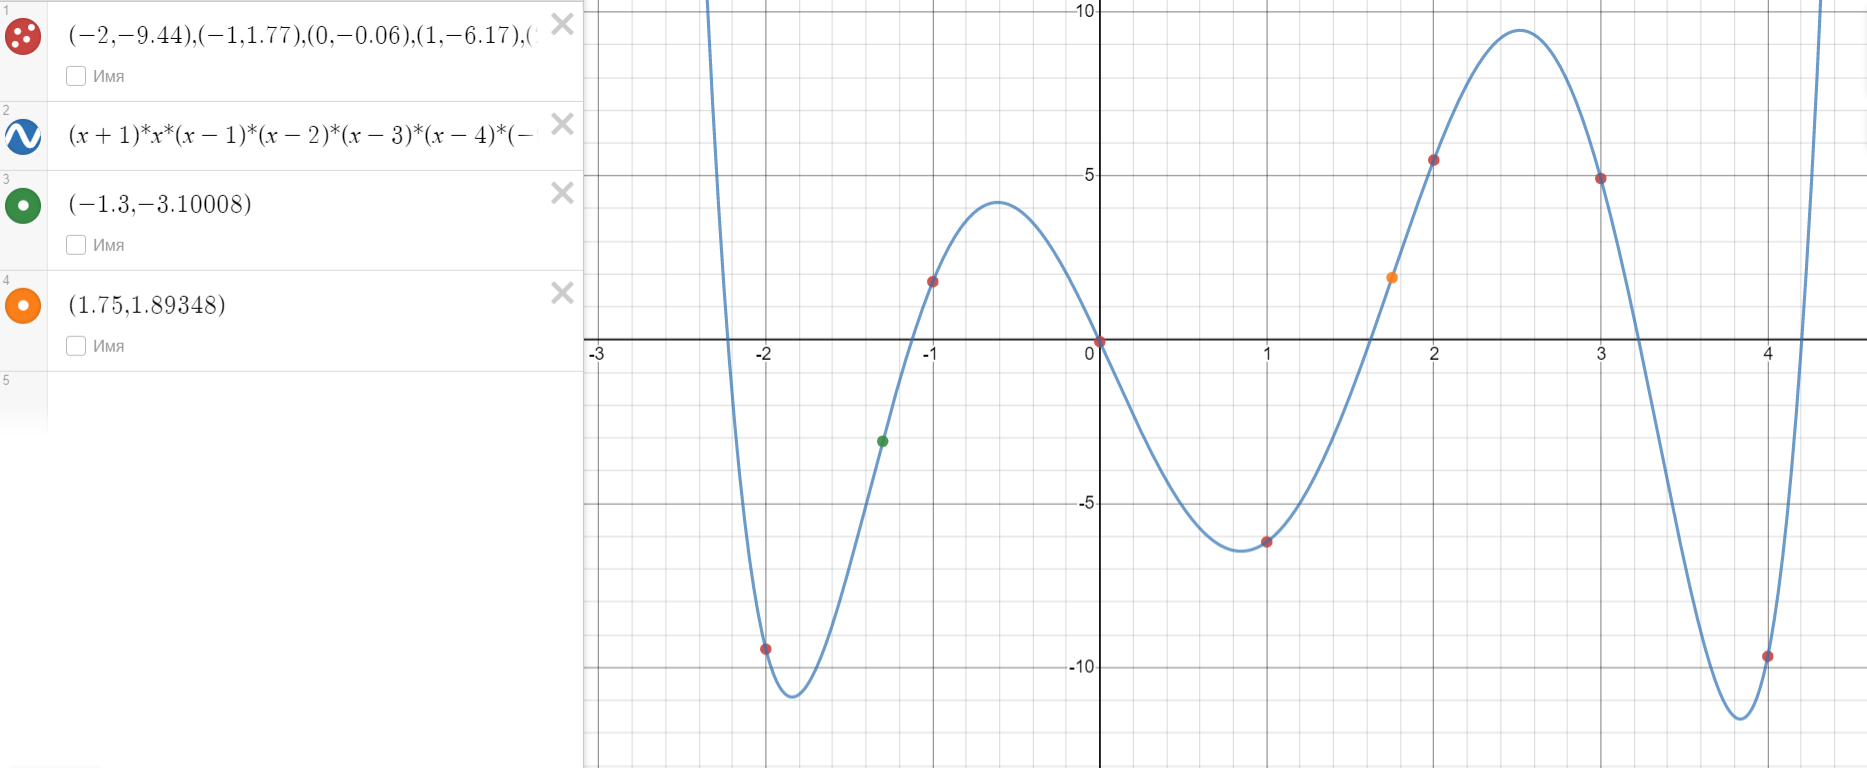 1
(−2,−9.44),(−1,1.77),(0,−0.06),(1,−6.17),(
Имя
2
(x + 1)*x*(x − 1)*(x − 2)*(x − 3)*(x − 4)*(−
3
(−1.3,−3.10008)
Имя
4
(1.75,1.89348)
Имя
5
10
5
-3 -2 -1 0 1 2 3 4
-5
-10